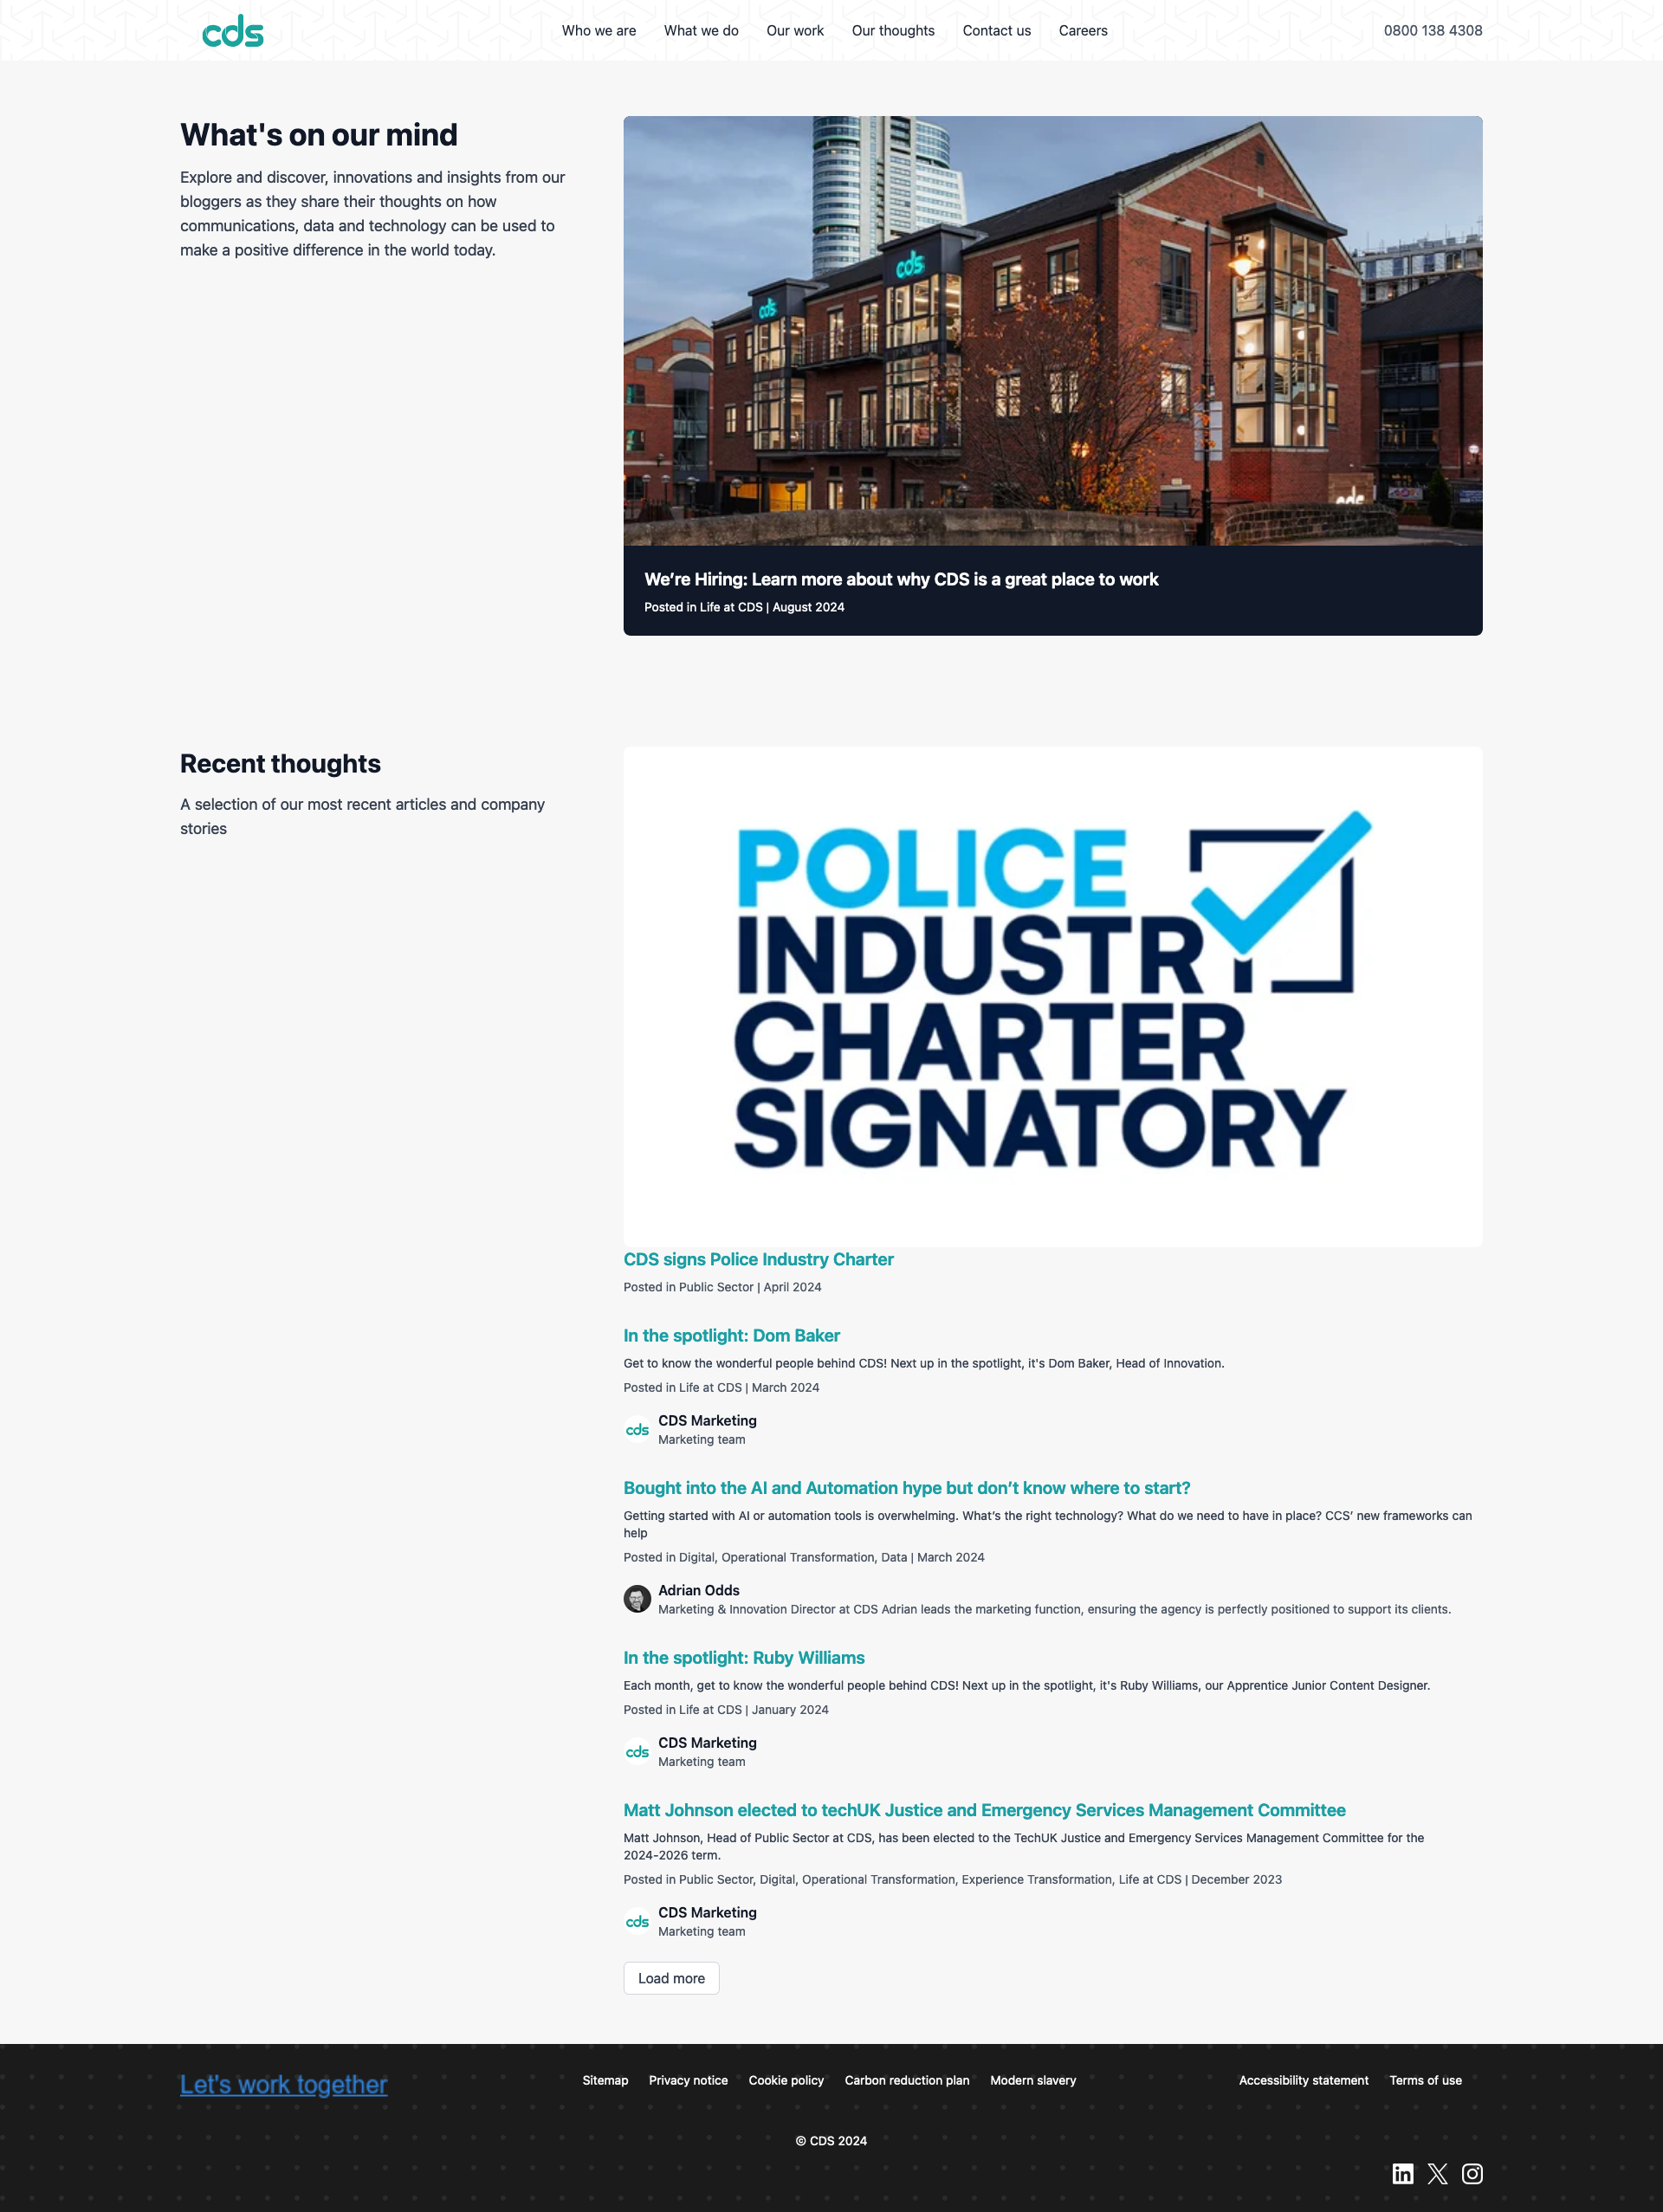 cds
Who we are
What we do
Our work
Our thoughts
Contact us
Careers
0800 138 4308
What's on our mind
Explore and discover, innovations and insights from our
bloggers as they share their thoughts on how
communications, data and technology can be used to
make a positive difference in the world today.
cds
cds
cds
We’re Hiring: Learn more about why CDS is a great place to work
Posted in Life at CDS | August 2024
Recent thoughts
A selection of our most recent articles and company
stories
POLICE
INDUSTRY
CHARTER
SIGNATORY
CDS signs Police Industry Charter
Posted in Public Sector | April 2024
In the spotlight: Dom Baker
Get to know the wonderful people behind CDS! Next up in the spotlight, it's Dom Baker, Head of Innovation.
Posted in Life at CDS | March 2024
cds
CDS Marketing
Marketing team
Bought into the AI and Automation hype but don’t know where to start?
Getting started with AI or automation tools is overwhelming. What’s the right technology? What do we need to have in place? CCS’ new frameworks can
help
Posted in Digital, Operational Transformation, Data | March 2024
Adrian Odds
Marketing & Innovation Director at CDS Adrian leads the marketing function, ensuring the agency is perfectly positioned to support its clients.
In the spotlight: Ruby Williams
Each month, get to know the wonderful people behind CDS! Next up in the spotlight, it's Ruby Williams, our Apprentice Junior Content Designer.
Posted in Life at CDS | January 2024
cds
CDS Marketing
Marketing team
Matt Johnson elected to techUK Justice and Emergency Services Management Committee
Matt Johnson, Head of Public Sector at CDS, has been elected to the TechUK Justice and Emergency Services Management Committee for the
2024-2026 term.
Posted in Public Sector, Digital, Operational Transformation, Experience Transformation, Life at CDS | December 2023
cds
CDS Marketing
Marketing team
Load more
Let's work together
Sitemap
Privacy notice
Cookie policy
Carbon reduction plan
Modern slavery
Accessibility statement
Terms of use
© CDS 2024